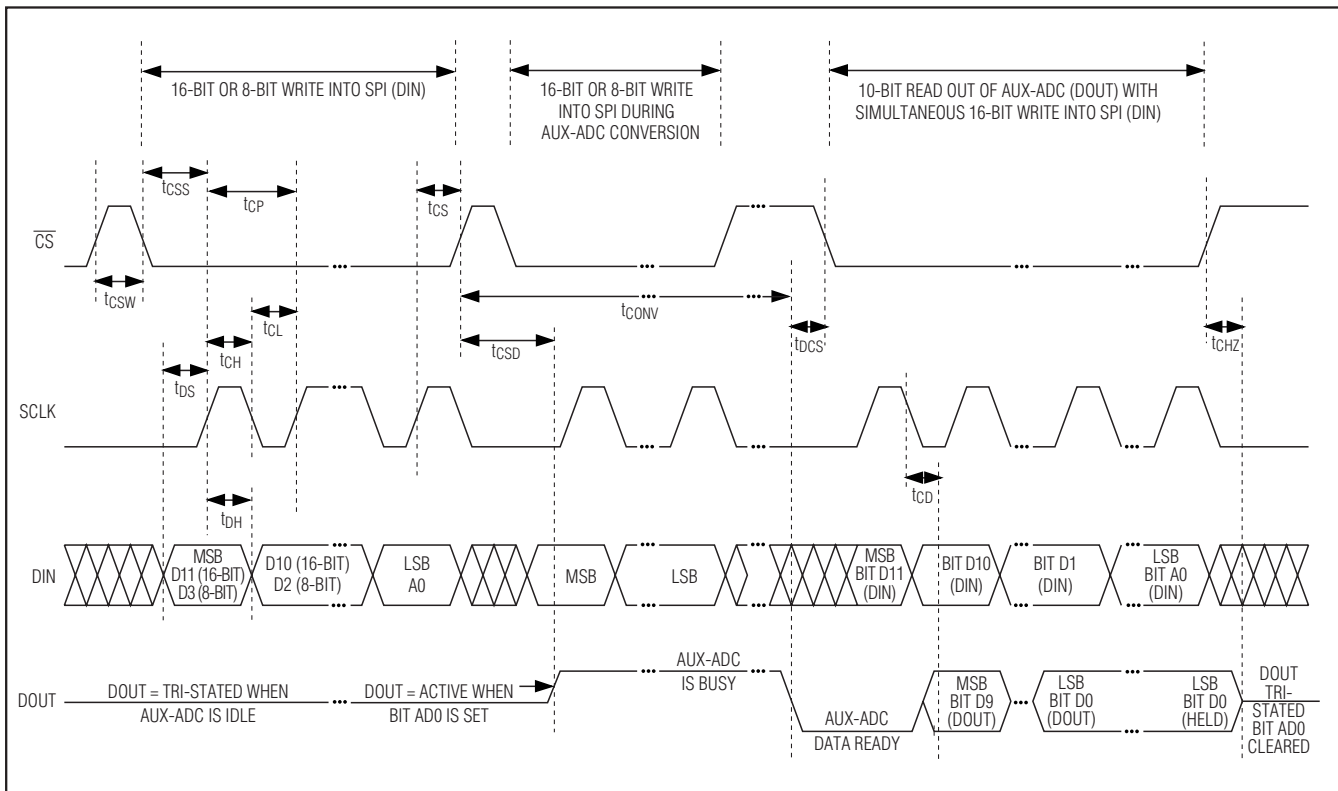 16-BIT OR 8-BIT WRITE INTO SPI (DIN)
16-BIT OR 8-BIT WRITE
INTO SPI DURING
AUX-ADC CONVERSION
10-BIT READ OUT OF AUX-ADC (DOUT) WITH
SIMULTANEOUS 16-BIT WRITE INTO SPI (DIN)
tCSS
tCP
tCS
CS
tCSW
tCL
tCONV
tCSD
tDCS
tCHZ
tCH
tDS
SCLK
tCD
tDH
DIN
MSB
D11 (16-BIT)
D3 (8-BIT)
D10 (16-BIT)
D2 (8-BIT)
LSB
A0
MSB
LSB
MSB
BIT D11
(DIN)
BIT D10
(DIN)
BIT D1
(DIN)
LSB
BIT A0
(DIN)
DOUT
DOUT = TRI-STATED WHEN
AUX-ADC IS IDLE
DOUT = ACTIVE WHEN
BIT AD0 IS SET
AUX-ADC
IS BUSY
AUX-ADC
DATA READY
MSB
BIT D9
(DOUT)
LSB
BIT D0
(DOUT)
LSB
BIT D0
(HELD)
DOUT
TRI-
STATED
BIT AD0
CLEARED